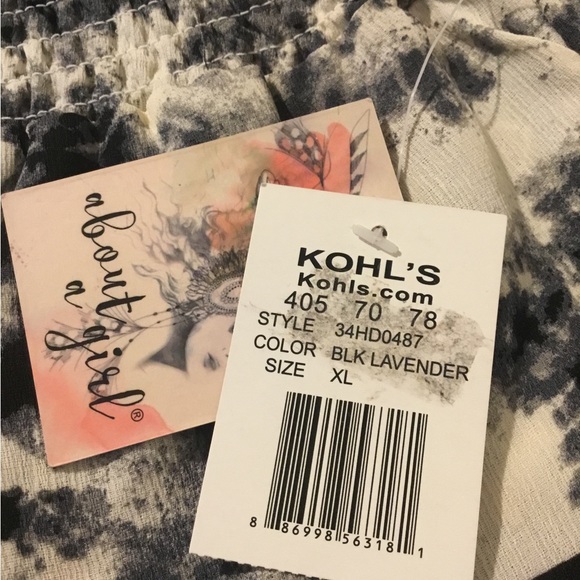 about
a girl®
KOHL'S
Kohls.com
405 70 78
STYLE 34HD0487
COLOR BLK LAVENDER
SIZE XL
8 86998 56318 1